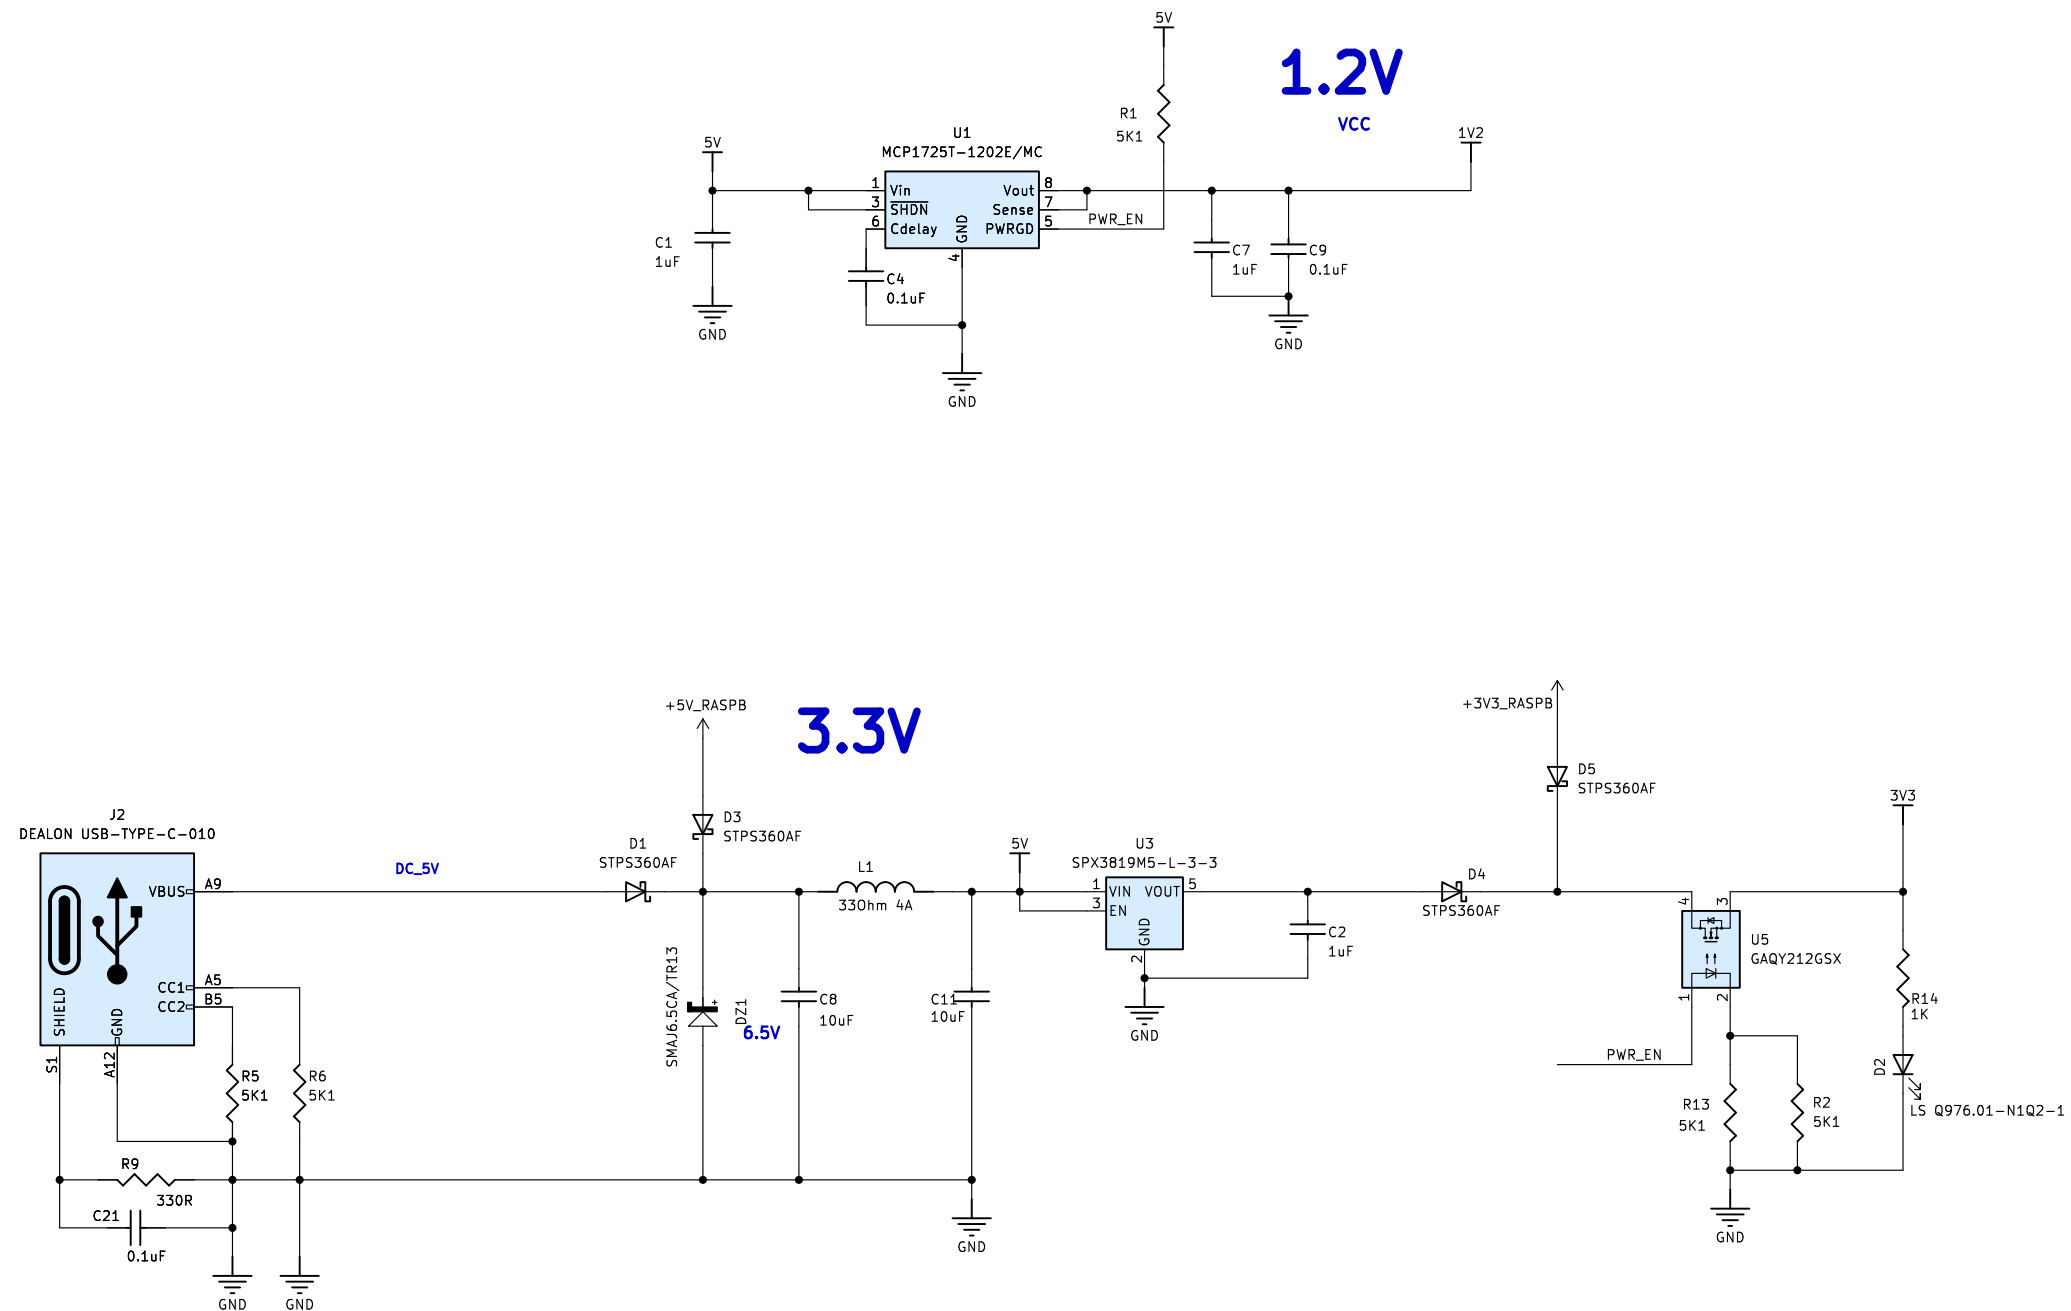 5V
1.2V
VCC
R1
5K1
U1
MCP1725T-1202E/MC
5V
1V2
1 Vin
3 SHDN
6 Cdelay
GND
4
Vout 8
Sense 7
PWRGD 5
PWR_EN
C1
1uF
GND
C4
0.1uF
GND
C7
1uF
C9
0.1uF
GND
+5V_RASPB
3.3V
+3V3_RASPB
J2
DEALON USB-TYPE-C-010
VBUS A9
CC1 A5
CC2 B5
SHIELD
GND
S1
A12
DC_5V
D1
STPS360AF
D3
STPS360AF
L1
33Ohm 4A
5V
U3
SPX3819M5-L-3-3
1 VIN
3 EN
VOUT 5
GND
2
GND
C2
1uF
D4
STPS360AF
D5
STPS360AF
3V3
4
3
U5
GAQY212GSX
1
2
PWR_EN
R14
1K
D2
LS Q976.01-N1Q2-1
R13
5K1
R2
5K1
GND
SMAJ6.5CA/TR13
+
DZ1
6.5V
C8
10uF
C11
10uF
GND
R5
5K1
R6
5K1
R9
330R
C21
0.1uF
GND
GND